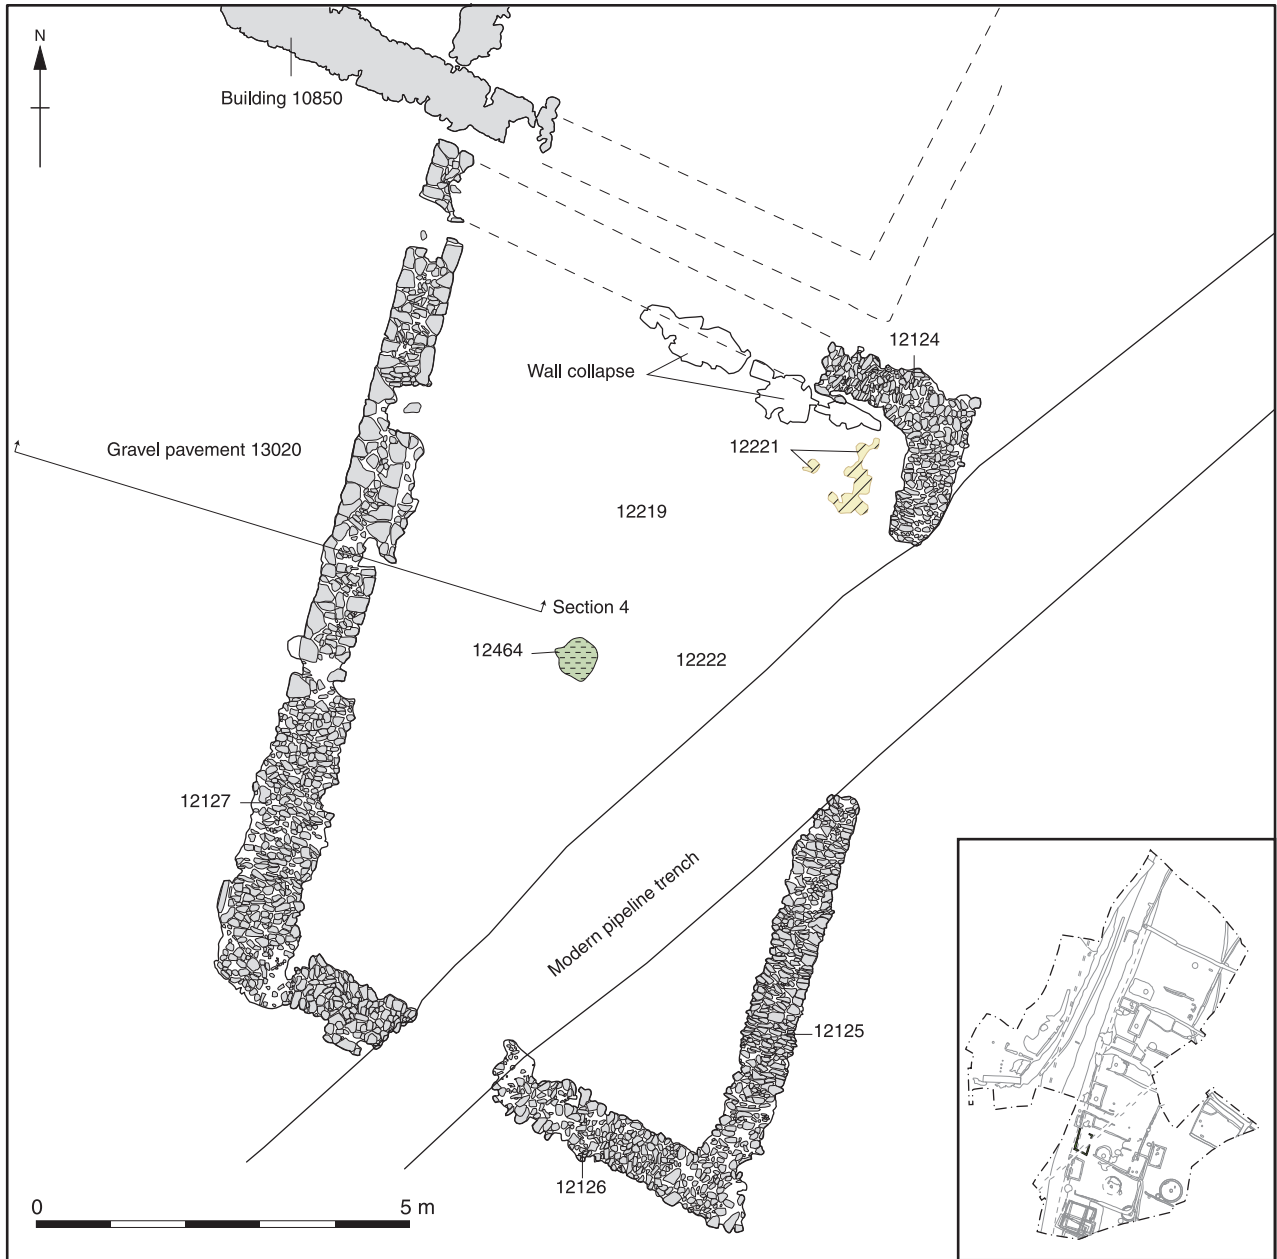 N
Building 10850
12124
Wall collapse
Gravel pavement 13020
12221
12219
Section 4
12464
12222
12127
Modern pipeline trench
12125
12126
0
5 m